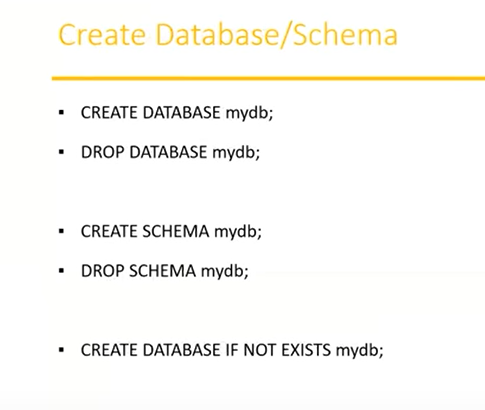 Create Database/Schema
▪ CREATE DATABASE mydb;
▪ DROP DATABASE mydb;
▪ CREATE SCHEMA mydb;
▪ DROP SCHEMA mydb;
▪ CREATE DATABASE IF NOT EXISTS mydb;